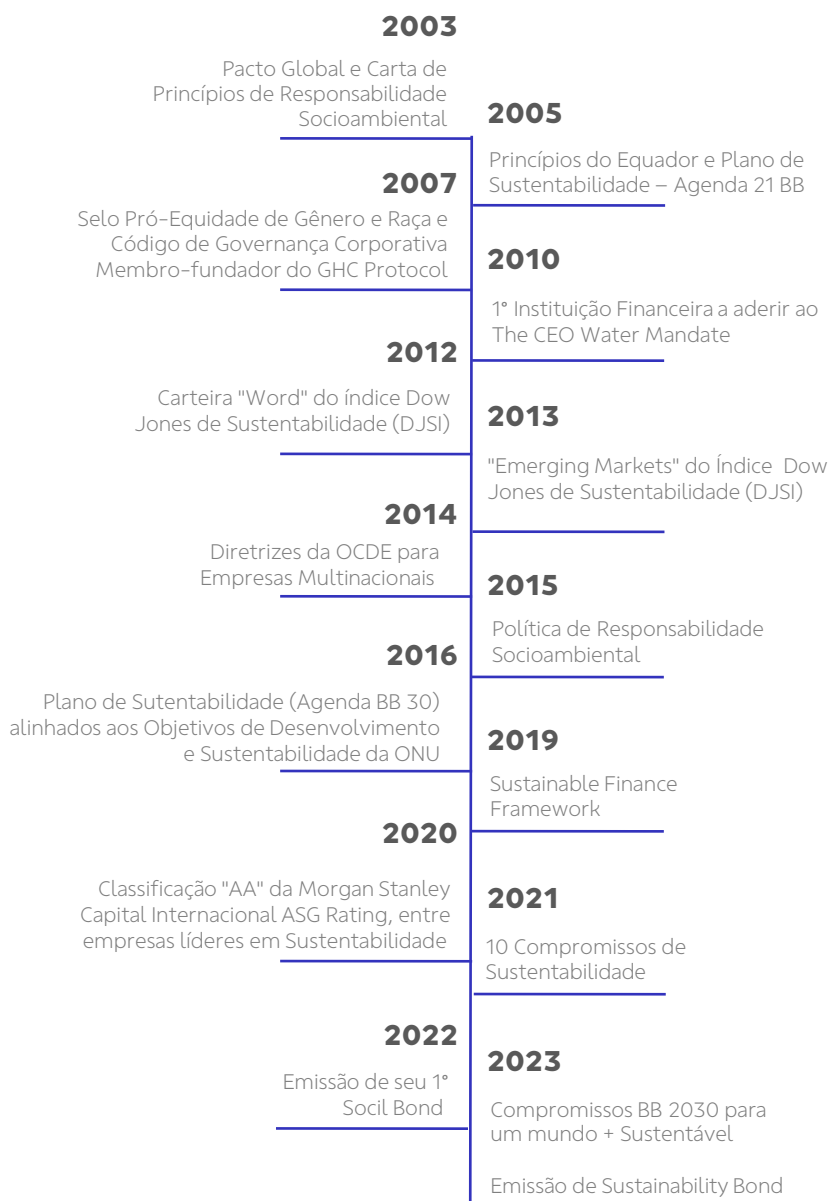 2003
Pacto Global e Carta de
Princípios de Responsabilidade
Socioambiental
2005
Princípios do Equador e Plano de
Sustentabilidade – Agenda 21 BB
2007
Selo Pró-Equidade de Gênero e Raça e
Código de Governança Corporativa
Membro-fundador do GHC Protocol
2010
1° Instituição Financeira a aderir ao
The CEO Water Mandate
2012
Carteira "Word" do índice Dow
Jones de Sustentabilidade (DJSI)
2013
"Emerging Markets" do Índice Dow
Jones de Sustentabilidade (DJSI)
2014
Diretrizes da OCDE para
Empresas Multinacionais
2015
Política de Responsabilidade
Socioambiental
2016
Plano de Sutentabilidade (Agenda BB 30)
alinhados aos Objetivos de Desenvolvimento
e Sustentabilidade da ONU
2019
Sustainable Finance
Framework
2020
Classificação "AA" da Morgan Stanley
Capital Internacional ASG Rating, entre
empresas líderes em Sustentabilidade
2021
10 Compromissos de
Sustentabilidade
2022
Emissão de seu 1°
Socil Bond
2023
Compromissos BB 2030 para
um mundo + Sustentável
Emissão de Sustainability Bond